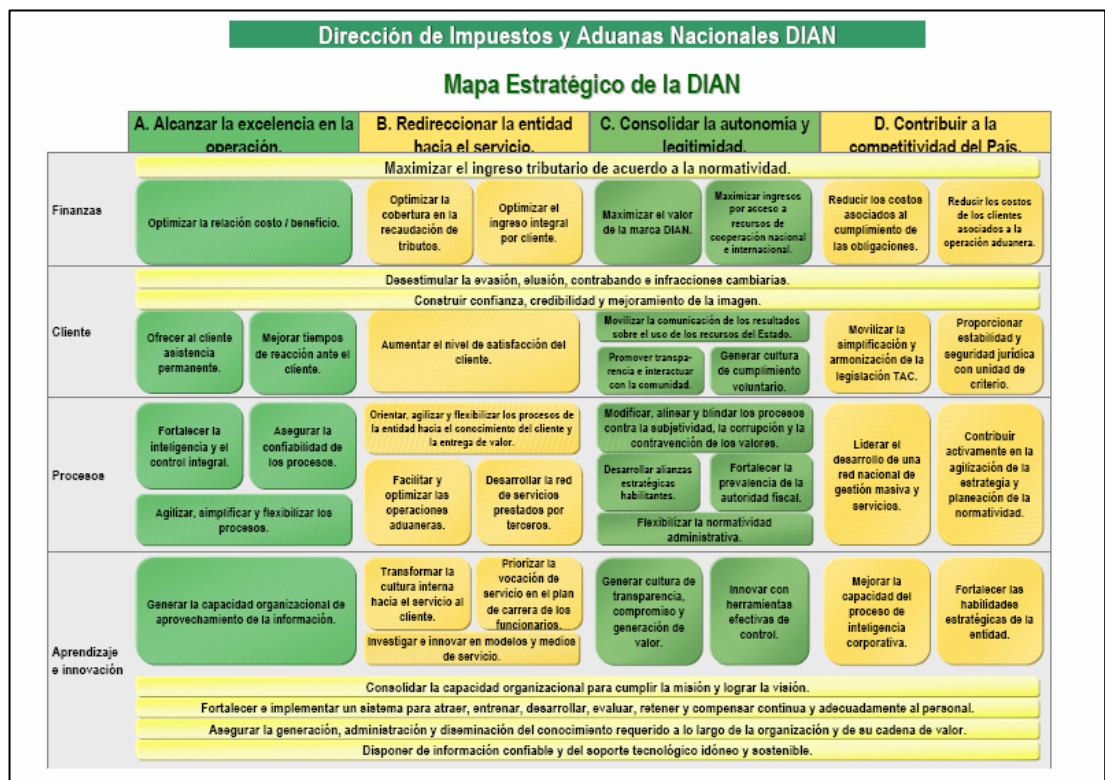 Dirección de Impuestos y Aduanas Nacionales DIAN
Mapa Estratégico de la DIAN
A. Alcanzar la excelencia en la
operación.
B. Redireccionar la entidad
hacia el servicio.
C. Consolidar la autonomía y
legitimidad.
D. Contribuir a la
competitividad del País.
Maximizar el ingreso tributario de acuerdo a la normatividad.
Finanzas
Optimizar la relación costo / beneficio.
Optimizar la
cobertura en la
recaudación de
tributos.
Optimizar el
ingreso integral
por cliente.
Maximizar el valor
de la marca DIAN.
Maximizar ingresos
por acceso a
recursos de
cooperación nacional
e internacional.
Reducir los costos
asociados al
cumplimiento de
las obligaciones.
Reducir los costos
de los clientes
asociados a la
operación aduanera.
Desestimular la evasión, elusión, contrabando e infracciones cambiarias.
Construir confianza, credibilidad y mejoramiento de la imagen.
Cliente
Ofrecer al cliente
asistencia
permanente.
Mejorar tiempos
de reacción ante el
cliente.
Aumentar el nivel de satisfacción del
cliente.
Movilizar la comunicación de los resultados
sobre el uso de los recursos del Estado.
Promover transpa-
rencia e interactuar
con la comunidad.
Generar cultura
de cumplimiento
voluntario.
Movilizar la
simplificación y
armonización de la
legislación TAC.
Proporcionar
estabilidad y
seguridad jurídica
con unidad de
criterio.
Procesos
Fortalecer la
inteligencia y el
control integral.
Asegurar la
confiabilidad de
los procesos.
Agilizar, simplificar y flexibilizar los
procesos.
Orientar, agilizar y flexibilizar los procesos de
la entidad hacia el conocimiento del cliente y
la entrega de valor.
Facilitar y
optimizar las
operaciones
aduaneras.
Desarrollar la red
de servicios
prestados por
terceros.
Modificar, alinear y blindar los procesos
contra la subjetividad, la corrupción y la
contravención de los valores.
Desarrollar alianzas
estratégicas
habilitantes.
Fortalecer la
prevalencia de la
autoridad fiscal.
Flexibilizar la normatividad
administrativa.
Liderar el
desarrollo de una
red nacional de
gestión masiva y
servicios.
Contribuir
activamente en la
agilización de la
estrategia y
planeación de la
normatividad.
Aprendizaje
e innovación
Generar la capacidad organizacional de
aprovechamiento de la información.
Transformar la
cultura interna
hacia el servicio al
cliente.
Priorizar la
vocación de
servicio en el plan
de carrera de los
funcionarios.
Investigar e innovar en modelos y medios
de servicio.
Generar cultura de
transparencia,
compromiso y
generación de
valor.
Innovar con
herramientas
efectivas de
control.
Mejorar la
capacidad del
proceso de
inteligencia
corporativa.
Fortalecer las
habilidades
estratégicas de la
entidad.
Consolidar la capacidad organizacional para cumplir la misión y lograr la visión.
Fortalecer e implementar un sistema para atraer, entrenar, desarrollar, evaluar, retener y compensar continua y adecuadamente al personal.
Asegurar la generación, administración y diseminación del conocimiento requerido a lo largo de la organización y de su cadena de valor.
Disponer de información confiable y del soporte tecnológico idóneo y sostenible.